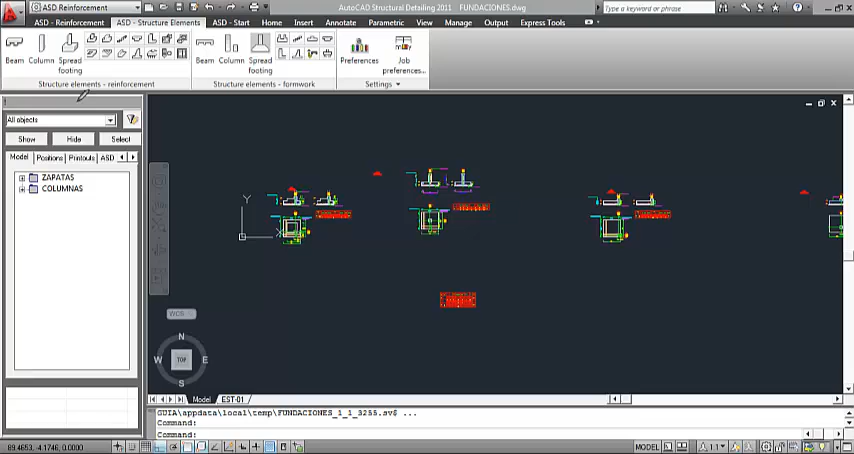 ASD Reinforcement
AutoCAD Structural Detailing 2011 FUNDACIONES.dwg
Type a keyword or phrase
ASD - Reinforcement ASD - Structure Elements ASD - Start Home Insert Annotate Parametric View Manage Output Express Tools
Beam Column Spread footing
Beam Column Spread footing
Preferences Job preferences...
Structure elements - reinforcement Structure elements - formwork Settings
All objects
Show Hide Select
Model Positions Printouts ASD
ZAPATAS
COLUMNAS
Y
X
WCS
N
W TOP E
S
Model EST-01
GUIA\appdata\local\temp\FUNDACIONES_1_1_3255.sv$ ...
Command:
Command:
89.4653, -4.1746, 0.0000
MODEL
1:1